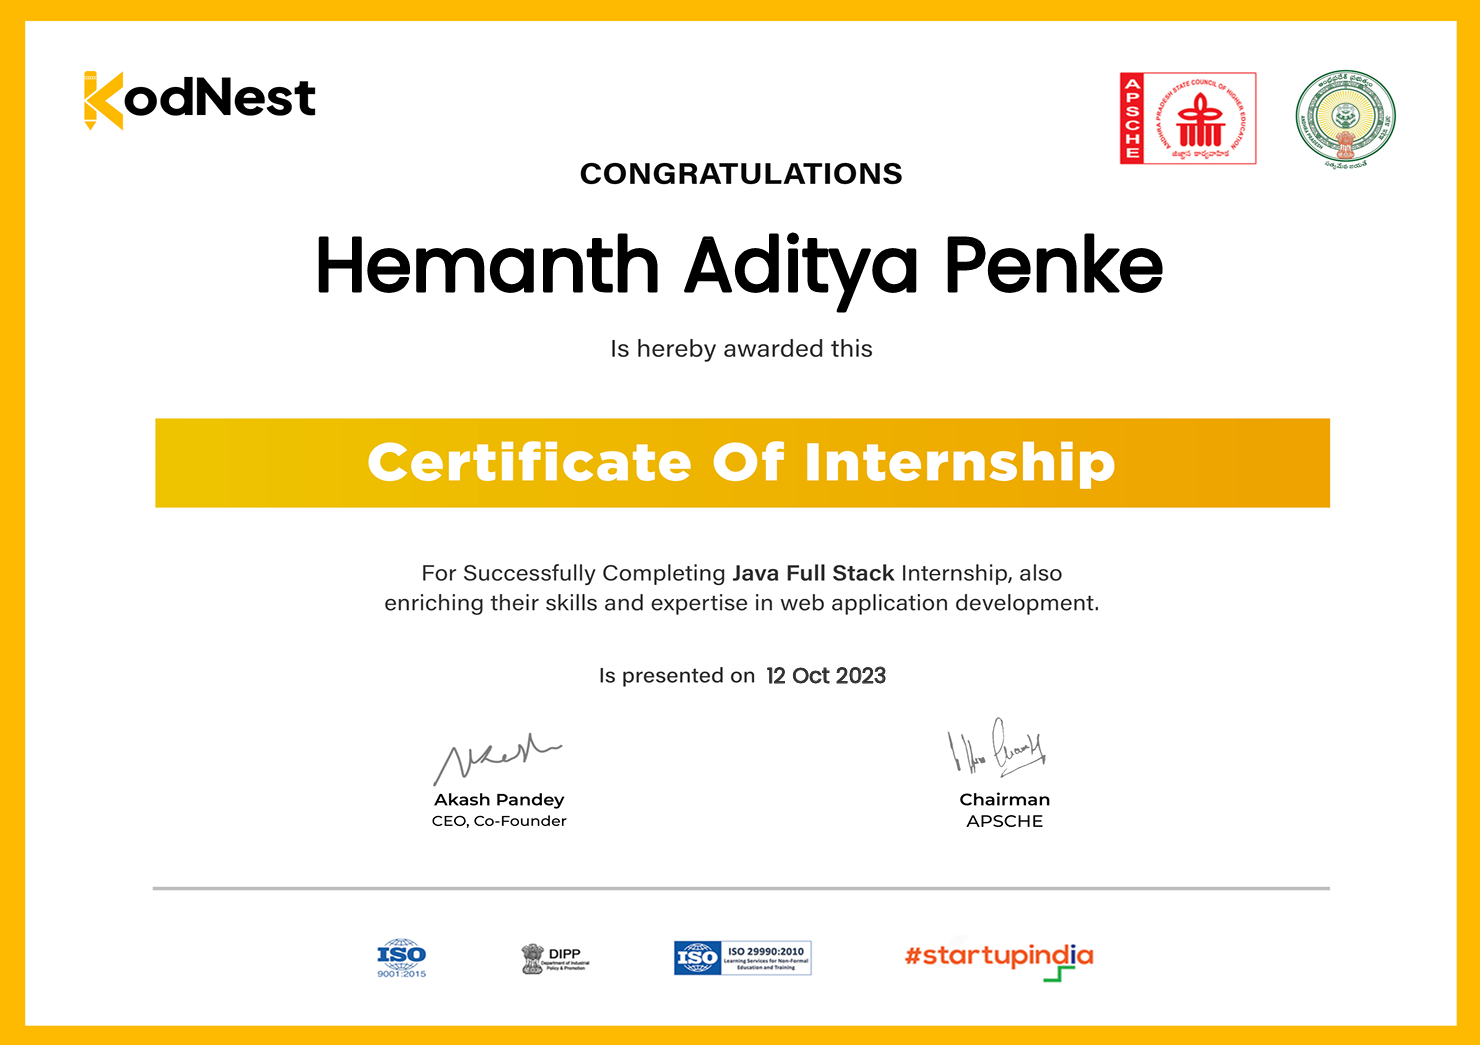 KodNest
APSCHE
ANDHRA PRADESH STATE COUNCIL OF HIGHER EDUCATION
CONGRATULATIONS
Hemanth Aditya Penke
Is hereby awarded this
Certificate Of Internship
For Successfully Completing Java Full Stack Internship, also
enriching their skills and expertise in web application development.
Is presented on 12 Oct 2023
Akash Pandey
CEO, Co-Founder
Chairman
APSCHE
ISO
9001:2015
DIPP
Department of Industrial
Policy & Promotion
ISO
ISO 29990:2010
Learning Services for Non-Formal
Education and Training
#startupindia